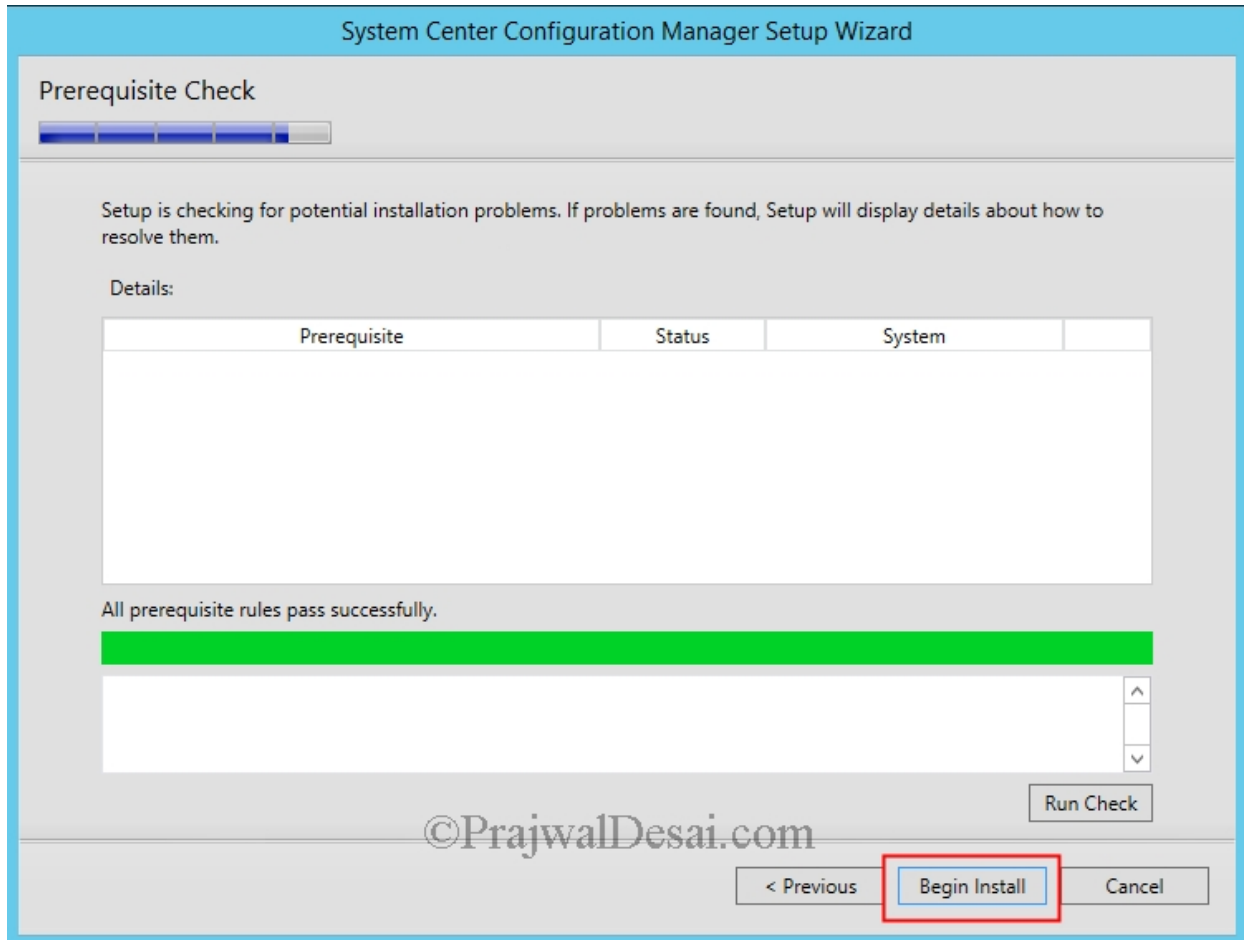 System Center Configuration Manager Setup Wizard
Prerequisite Check
Setup is checking for potential installation problems. If problems are found, Setup will display details about how to
resolve them.
Details:
Prerequisite Status System
All prerequisite rules pass successfully.
Run Check
©PrajwalDesai.com
< Previous Begin Install Cancel